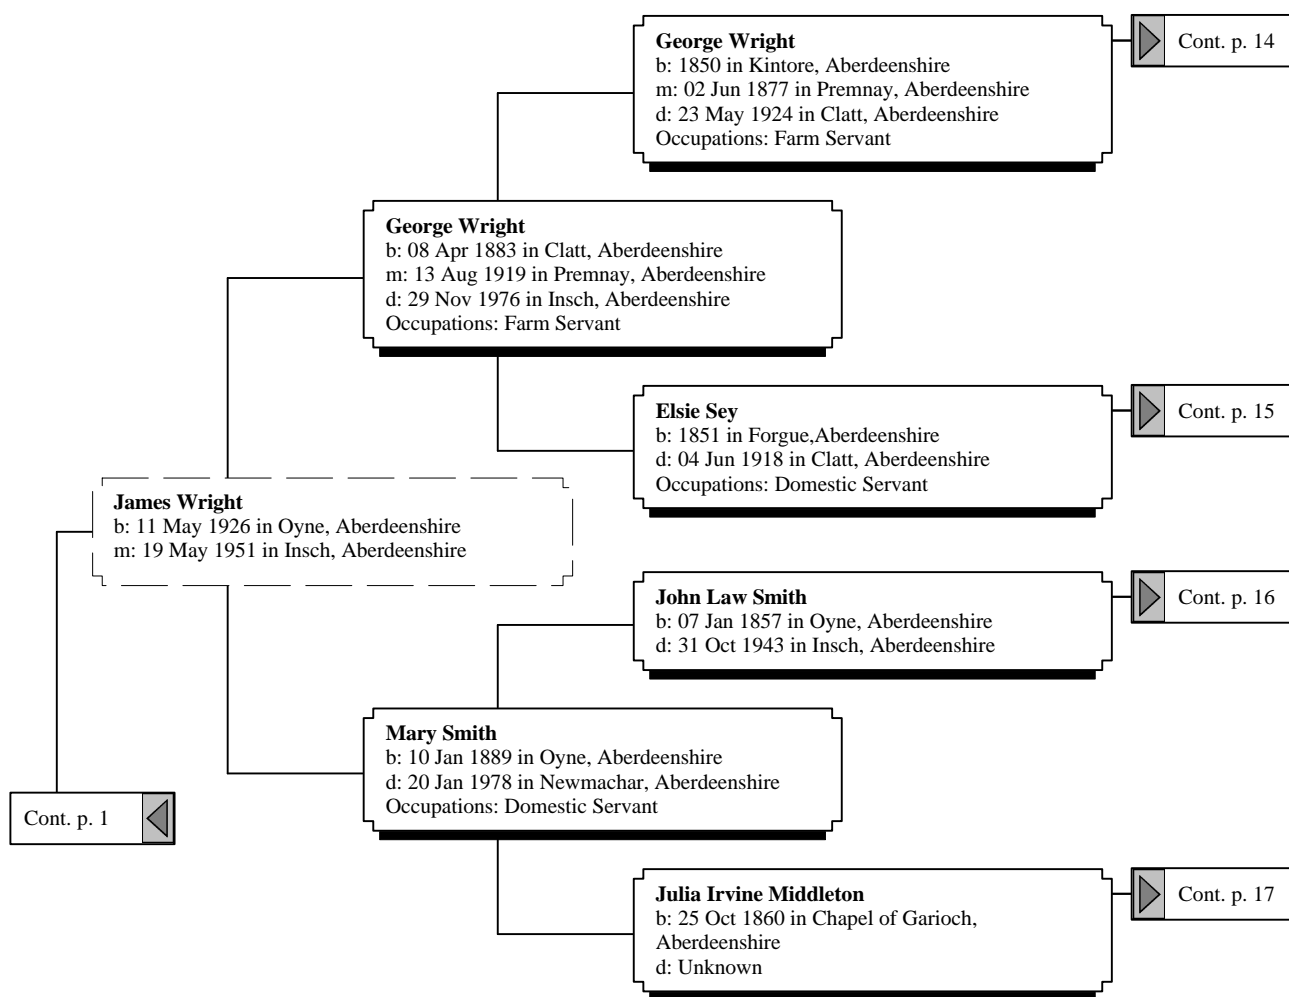 George Wright
b: 1850 in Kintore, Aberdeenshire
m: 02 Jun 1877 in Premnay, Aberdeenshire
d: 23 May 1924 in Clatt, Aberdeenshire
Occupations: Farm Servant
Cont. p. 14
George Wright
b: 08 Apr 1883 in Clatt, Aberdeenshire
m: 13 Aug 1919 in Premnay, Aberdeenshire
d: 29 Nov 1976 in Insch, Aberdeenshire
Occupations: Farm Servant
Elsie Sey
b: 1851 in Forgue,Aberdeenshire
d: 04 Jun 1918 in Clatt, Aberdeenshire
Occupations: Domestic Servant
Cont. p. 15
James Wright
b: 11 May 1926 in Oyne, Aberdeenshire
m: 19 May 1951 in Insch, Aberdeenshire
John Law Smith
b: 07 Jan 1857 in Oyne, Aberdeenshire
d: 31 Oct 1943 in Insch, Aberdeenshire
Cont. p. 16
Mary Smith
b: 10 Jan 1889 in Oyne, Aberdeenshire
d: 20 Jan 1978 in Newmachar, Aberdeenshire
Occupations: Domestic Servant
Cont. p. 1
Julia Irvine Middleton
b: 25 Oct 1860 in Chapel of Garioch,
Aberdeenshire
d: Unknown
Cont. p. 17